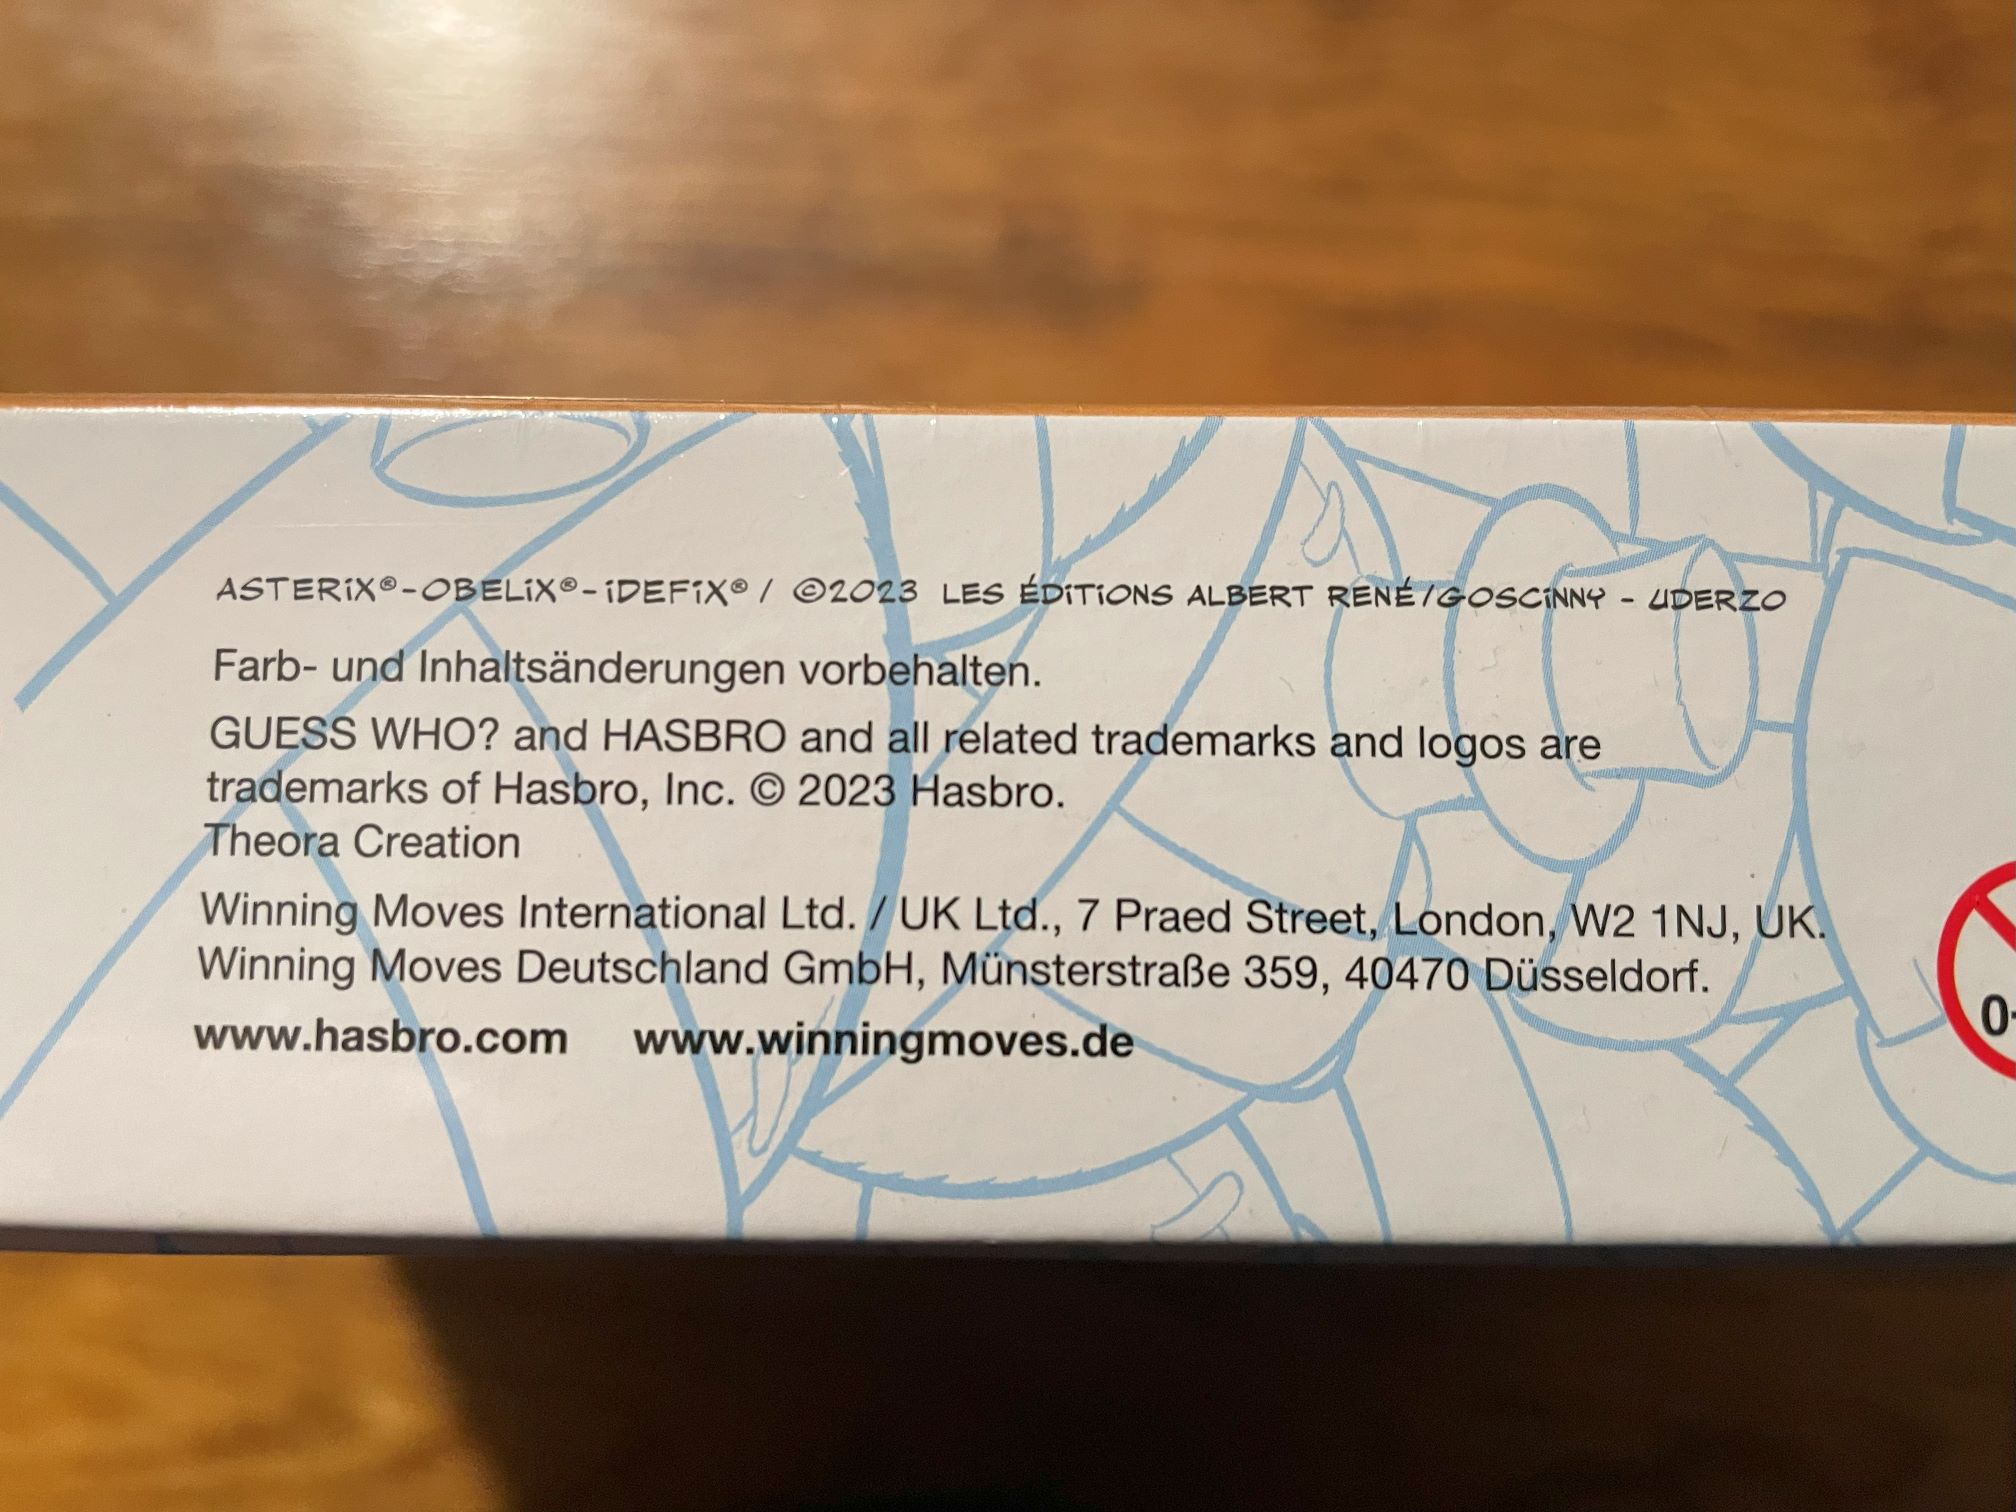 ASTERiX®-OBELiX®-iDEFiX® / ©2023 LES ÉDiTiONS ALBERT RENÉ/GOSCiNNY - UDERZO
Farb- und Inhaltsänderungen vorbehalten.
GUESS WHO? and HASBRO and all related trademarks and logos are
trademarks of Hasbro, Inc. © 2023 Hasbro.
Theora Creation
Winning Moves International Ltd. / UK Ltd., 7 Praed Street, London, W2 1NJ, UK.
Winning Moves Deutschland GmbH, Münsterstraße 359, 40470 Düsseldorf.
www.hasbro.com www.winningmoves.de
0-